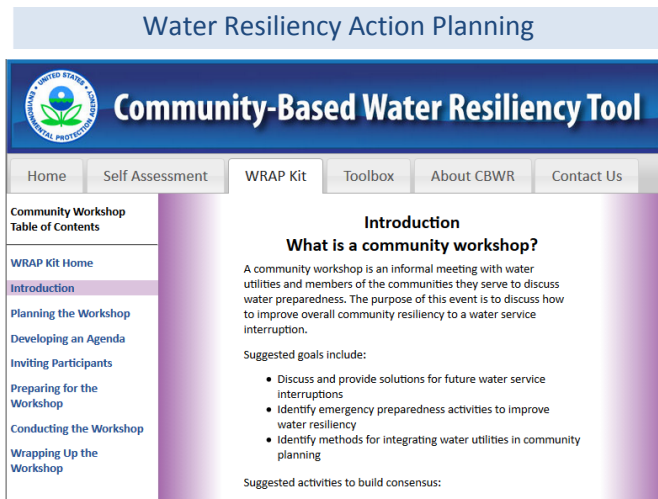 Water Resiliency Action Planning
UNITED STATES
ENVIRONMENTAL PROTECTION AGENCY
Community-Based Water Resiliency Tool
Home
Self Assessment
WRAP Kit
Toolbox
About CBWR
Contact Us
Community Workshop
Table of Contents
WRAP Kit Home
Introduction
Planning the Workshop
Developing an Agenda
Inviting Participants
Preparing for the
Workshop
Conducting the Workshop
Wrapping Up the
Workshop
Introduction
What is a community workshop?
A community workshop is an informal meeting with water
utilities and members of the communities they serve to discuss
water preparedness. The purpose of this event is to discuss how
to improve overall community resiliency to a water service
interruption.
Suggested goals include:
• Discuss and provide solutions for future water service
interruptions
• Identify emergency preparedness activities to improve
water resiliency
• Identify methods for integrating water utilities in community
planning
Suggested activities to build consensus: